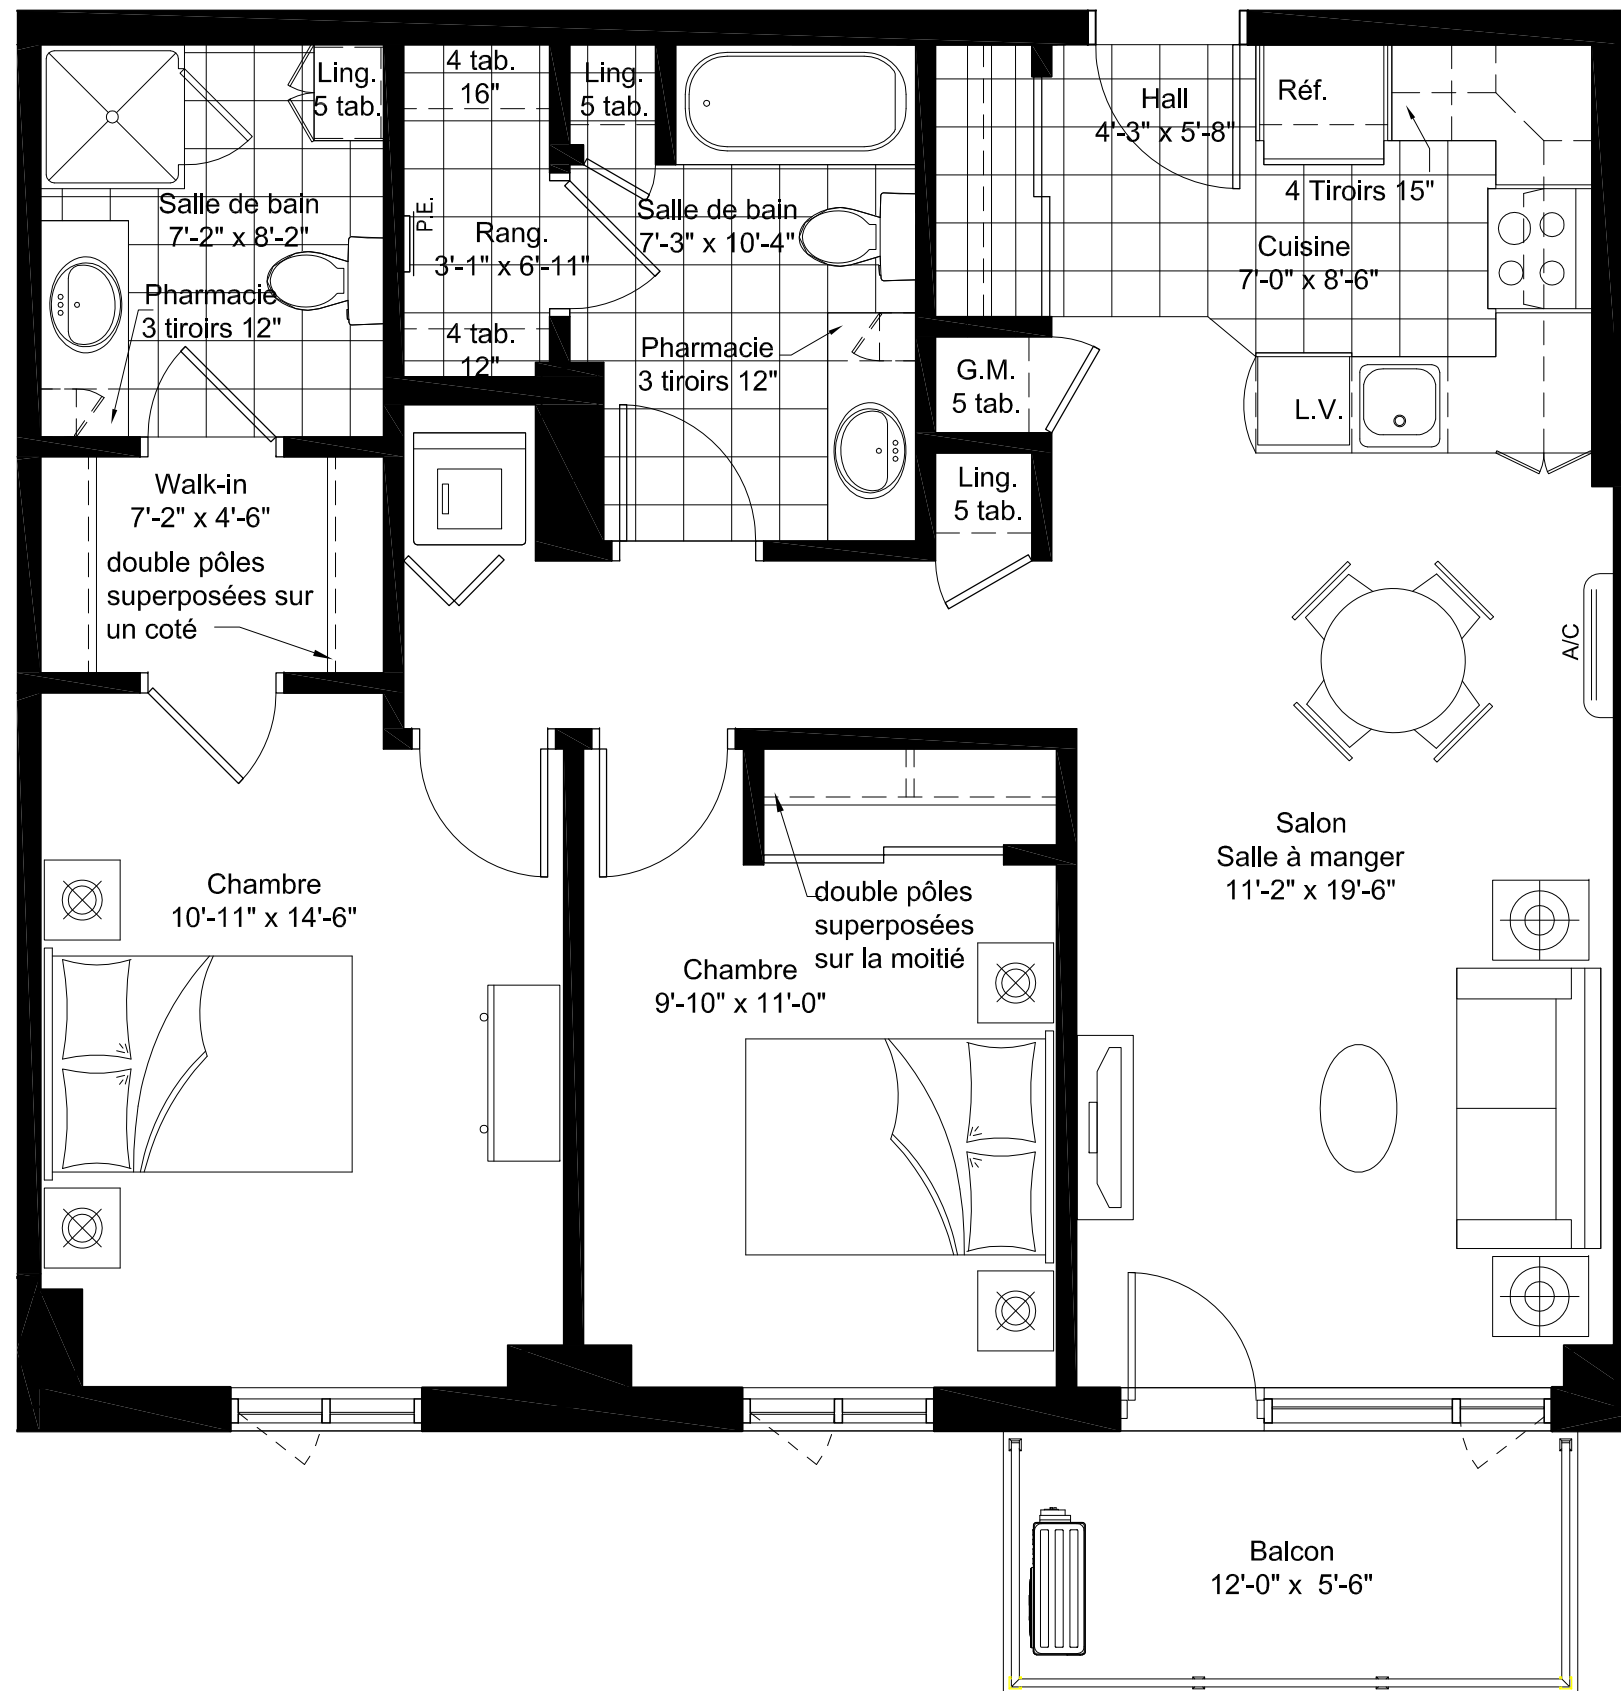 Ling.
5 tab.
4 tab.
16"
Ling.
5 tab.
Hall
4'-3" x 5'-8"
Réf.
4 Tiroirs 15"
Salle de bain
7'-2" x 8'-2"
P.E.
Rang.
3'-1" x 6'-11"
Salle de bain
7'-3" x 10'-4"
Cuisine
7'-0" x 8'-6"
Pharmacie
3 tiroirs 12"
4 tab.
12"
Pharmacie
3 tiroirs 12"
G.M.
5 tab.
L.V.
Walk-in
7'-2" x 4'-6"
Ling.
5 tab.
double pôles
superposées sur
un coté
A/C
Salon
Salle à manger
11'-2" x 19'-6"
Chambre
10'-11" x 14'-6"
double pôles
superposées
sur la moitié
Chambre
9'-10" x 11'-0"
Balcon
12'-0" x 5'-6"